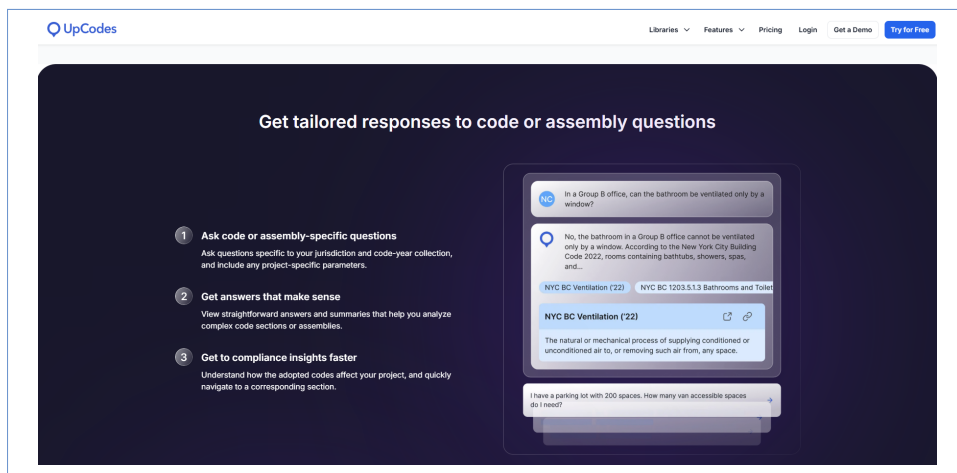 UpCodes
Libraries
Features
Pricing
Login
Get a Demo
Try for Free
Get tailored responses to code or assembly questions
1
Ask code or assembly-specific questions
Ask questions specific to your jurisdiction and code-year collection,
and include any project-specific parameters.
2
Get answers that make sense
View straightforward answers and summaries that help you analyze
complex code sections or assemblies.
3
Get to compliance insights faster
Understand how the adopted codes affect your project, and quickly
navigate to a corresponding section.
NC
In a Group B office, can the bathroom be ventilated only by a
window?
No, the bathroom in a Group B office cannot be ventilated
only by a window. According to the New York City Building
Code 2022, rooms containing bathtubs, showers, spas,
and...
NYC BC Ventilation ('22)
NYC BC 1203.5.1.3 Bathrooms and Toilet
NYC BC Ventilation ('22)
The natural or mechanical process of supplying conditioned or
unconditioned air to, or removing such air from, any space.
I have a parking lot with 200 spaces. How many van accessible spaces
do I need?